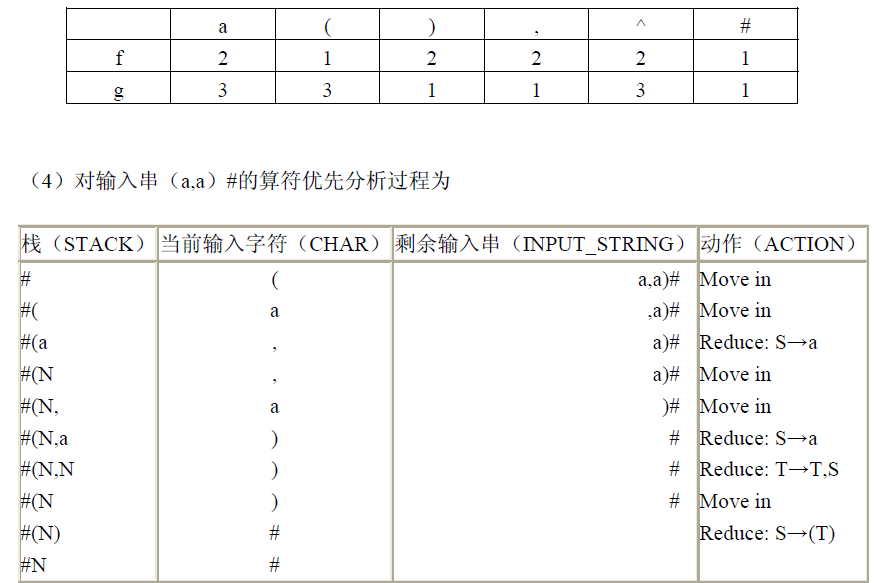 a ( ) , ^ #
f 2 1 2 2 2 1
g 3 3 1 1 3 1
（4）对输入串（a,a）#的算符优先分析过程为
栈（STACK） 当前输入字符（CHAR） 剩余输入串（INPUT_STRING） 动作（ACTION）
# ( a,a)# Move in
#( a ,a)# Move in
#(a , a)# Reduce: S→a
#(N , a)# Move in
#(N, a )# Move in
#(N,a ) # Reduce: S→a
#(N,N ) # Reduce: T→T,S
#(N ) # Move in
#(N) # Reduce: S→(T)
#N #